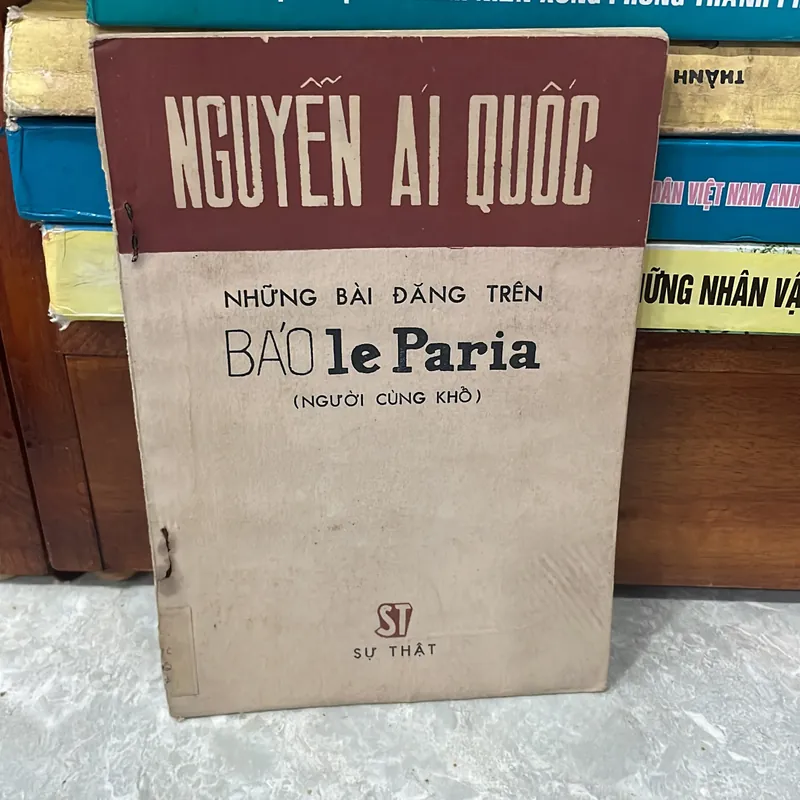 NGUYỄN ÁI QUỐC
NHỮNG BÀI ĐĂNG TRÊN
BÁO le Paria
(NGƯỜI CÙNG KHỔ)
ST
SỰ THẬT
THÀNH
DÂN VIỆT NAM ANH
NHÂN VẬ